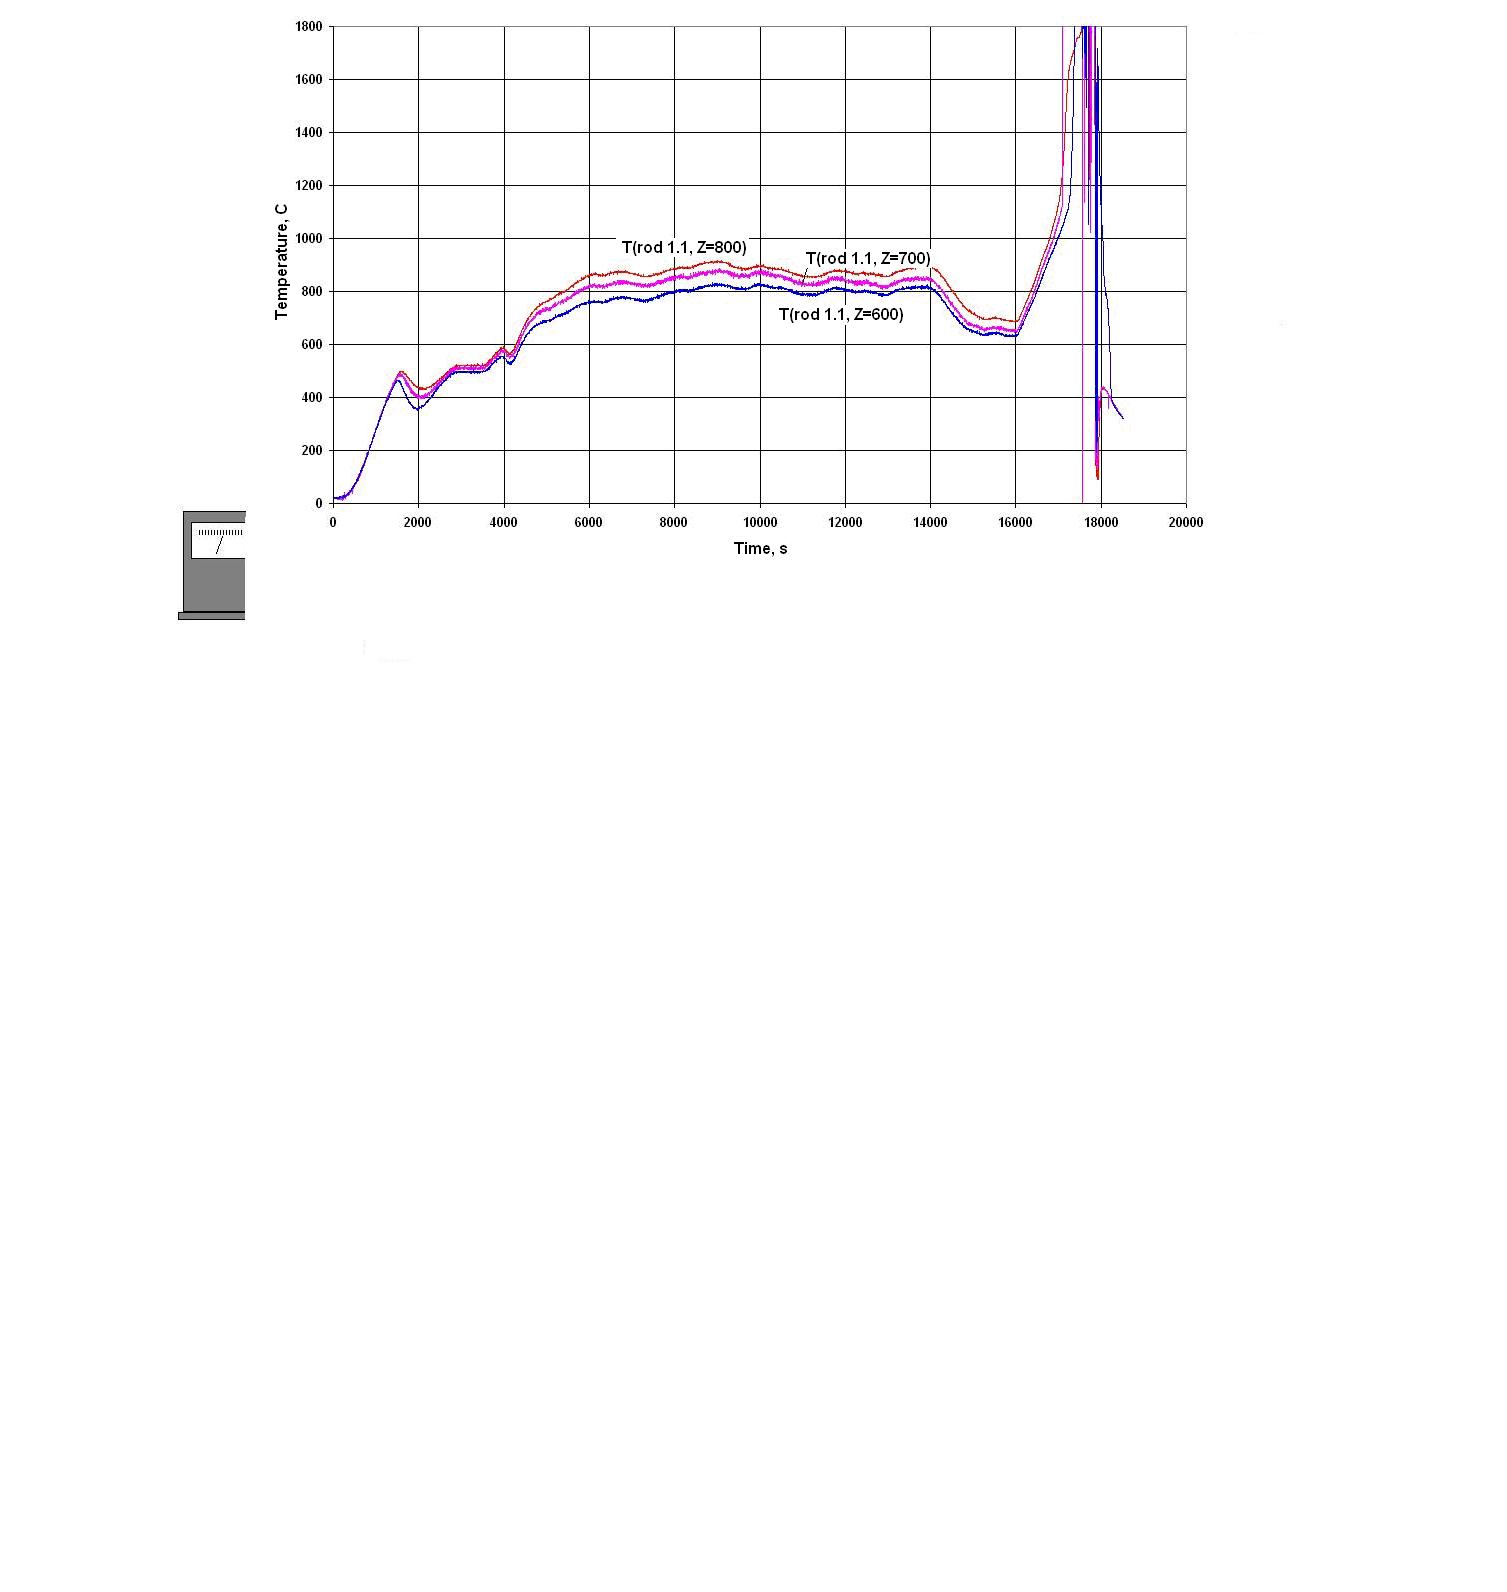 1800
1600
1400
1200
1000
800
600
400
200
0
Temperature, C
T(rod 1.1, Z=800)
T(rod 1.1, Z=700)
T(rod 1.1, Z=600)
0 2000 4000 6000 8000 10000 12000 14000 16000 18000 20000
Time, s